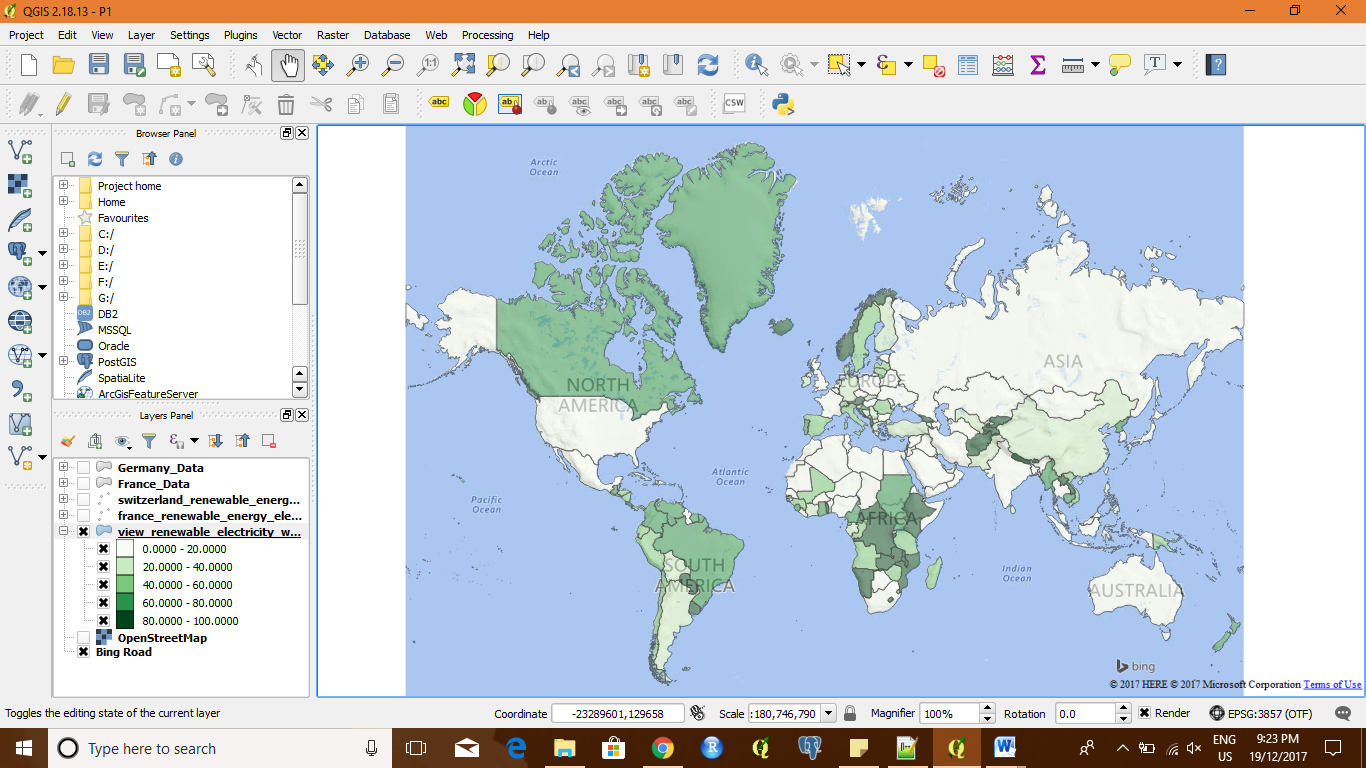 QGIS 2.18.13 - P1
Project Edit View Layer Settings Plugins Vector Raster Database Web Processing Help
1:1
T
?
abc
abc
CSW
Browser Panel
Project home
Home
Favourites
C:/
D:/
E:/
F:/
G:/
DB2
MSSQL
Oracle
PostGIS
SpatiaLite
ArcGisFeatureServer
Layers Panel
Germany_Data
France_Data
switzerland_renewable_energ...
france_renewable_energy_ele...
view_renewable_electricity_w...
0.0000 - 20.0000
20.0000 - 40.0000
40.0000 - 60.0000
60.0000 - 80.0000
80.0000 - 100.0000
OpenStreetMap
Bing Road
Arctic
Ocean
NORTH
AMERICA
EUROPE
ASIA
Atlantic
Ocean
Pacific
Ocean
AFRICA
SOUTH
AMERICA
Indian
Ocean
AUSTRALIA
bing
© 2017 HERE © 2017 Microsoft Corporation Terms of Use
Toggles the editing state of the current layer
Coordinate -23289601,129658 Scale :180,746,790 Magnifier 100% Rotation 0.0 Render EPSG:3857 (OTF)
Type here to search
ENG
US
9:23 PM
19/12/2017